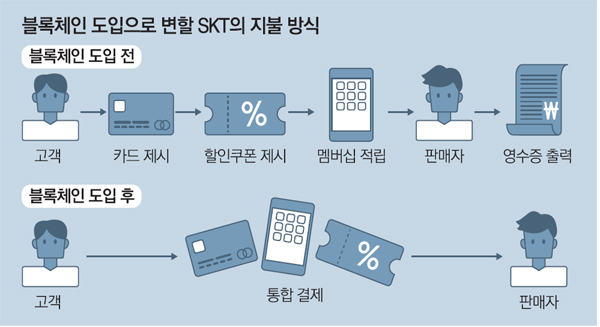 블록체인 도입으로 변할 SKT의 지불 방식
블록체인 도입 전
%
₩
고객 카드 제시 할인쿠폰 제시 멤버십 적립 판매자 영수증 출력
블록체인 도입 후
%
통합 결제
고객 판매자